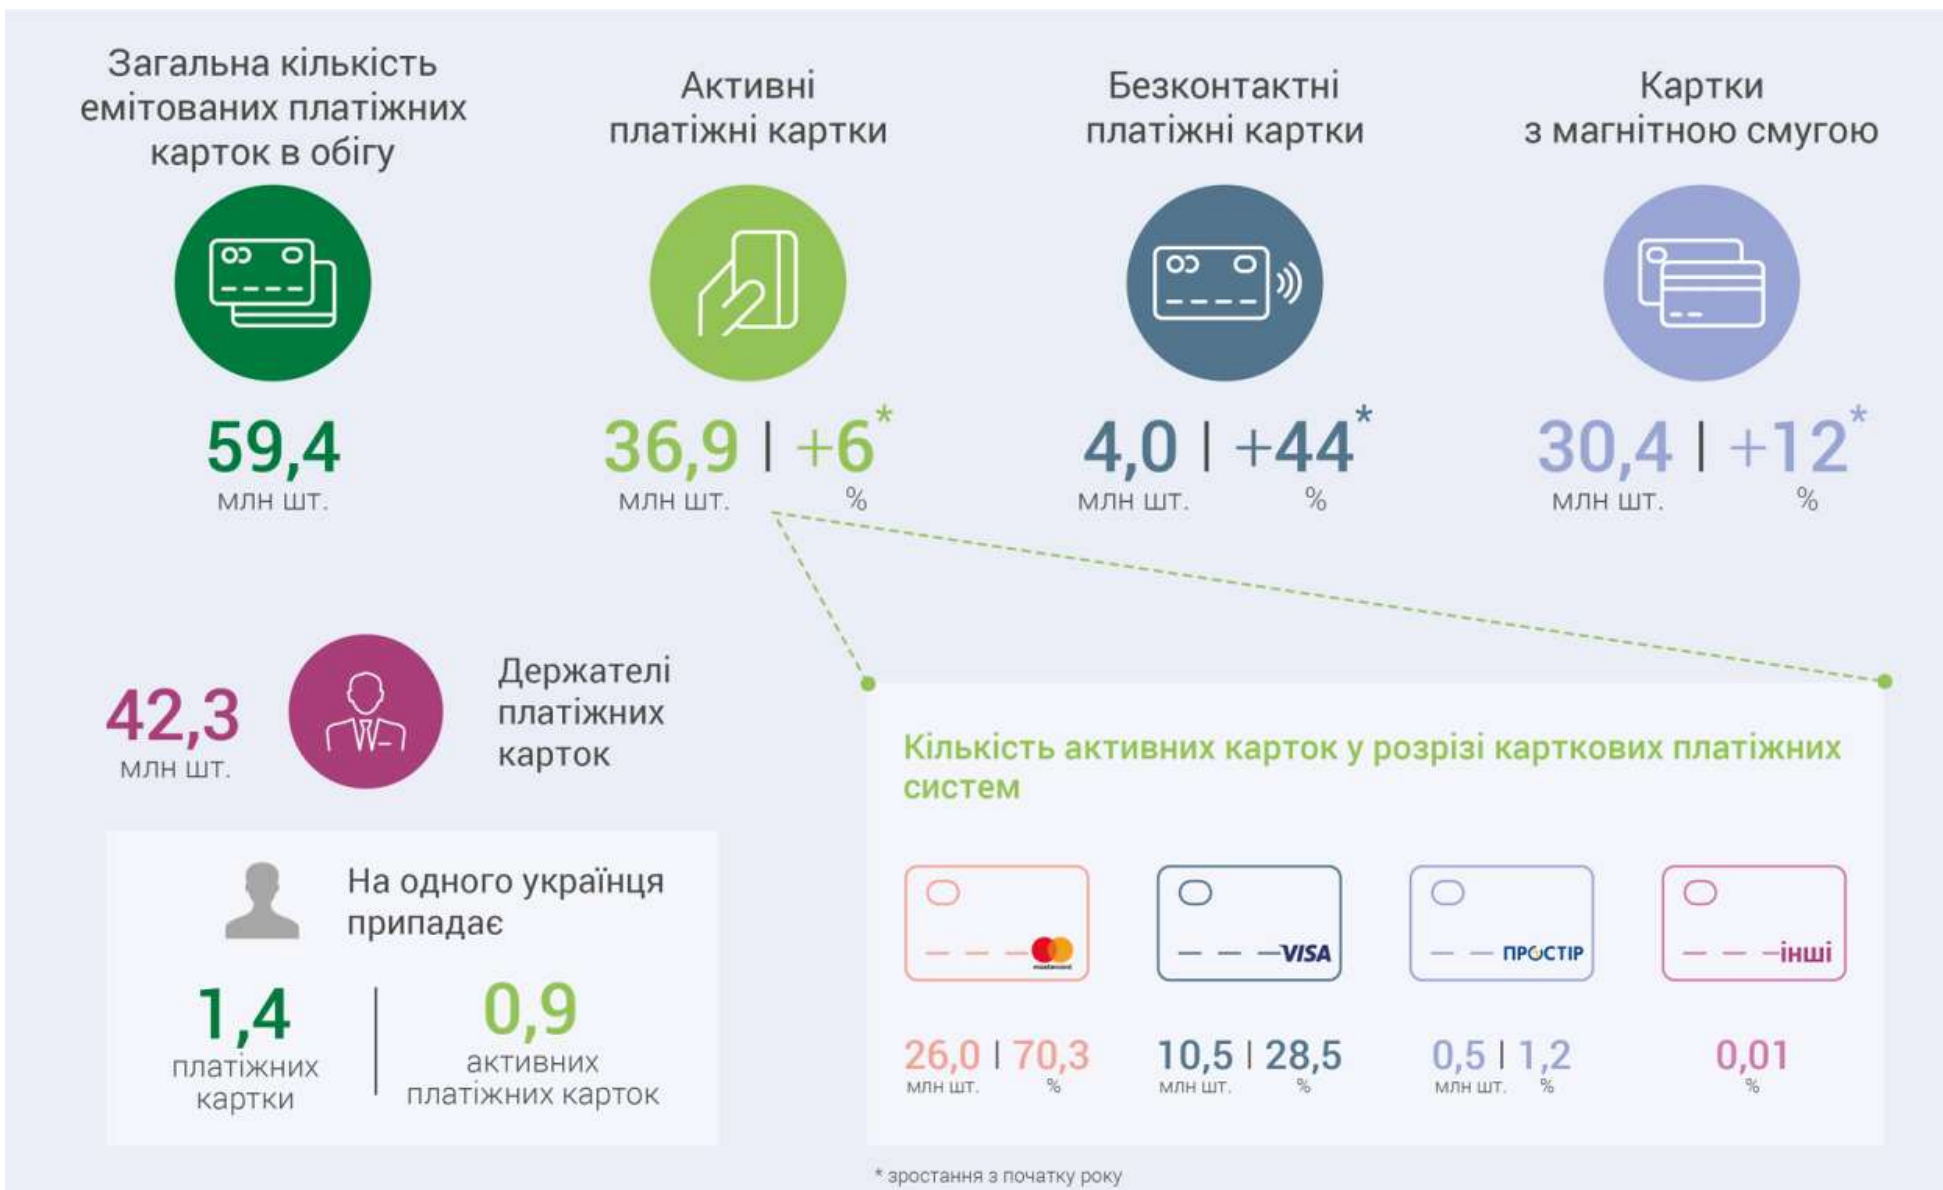 Загальна кількість
емітованих платіжних
карток в обігу
59,4
млн шт.
Активні
платіжні картки
36,9 | +6*
млн шт. %
Безконтактні
платіжні картки
4,0 | +44*
млн шт. %
Картки
з магнітною смугою
30,4 | +12*
млн шт. %
42,3
млн шт.
Держателі
платіжних
карток
На одного українця
припадає
1,4
платіжних
картки
0,9
активних
платіжних карток
Кількість активних карток у розрізі карткових платіжних
систем
mastercard
26,0 | 70,3
млн шт. %
VISA
10,5 | 28,5
млн шт. %
ПРОСТІР
0,5 | 1,2
млн шт. %
інші
0,01
%
* зростання з початку року